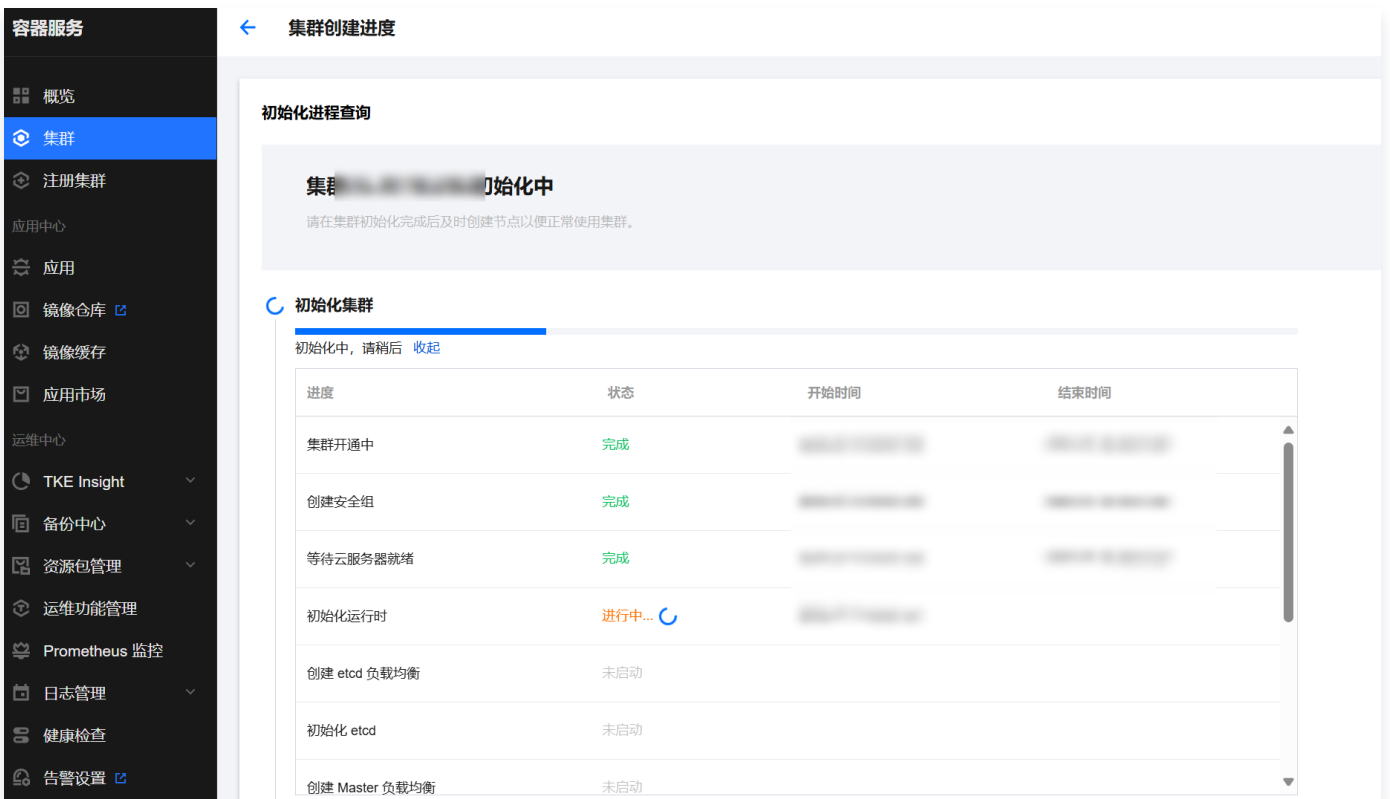 容器服务
概览
集群
注册集群
应用中心
应用
镜像仓库
镜像缓存
应用市场
运维中心
TKE Insight
备份中心
资源包管理
运维功能管理
Prometheus 监控
日志管理
健康检查
告警设置
集群创建进度
初始化进程查询
集群 初始化中
请在集群初始化完成后及时创建节点以便正常使用集群。
初始化集群
初始化中，请稍后 收起
进度 状态 开始时间 结束时间
集群开通中 完成
创建安全组 完成
等待云服务器就绪 完成
初始化运行时 进行中...
创建 etcd 负载均衡 未启动
初始化 etcd 未启动
创建 Master 负载均衡 未启动